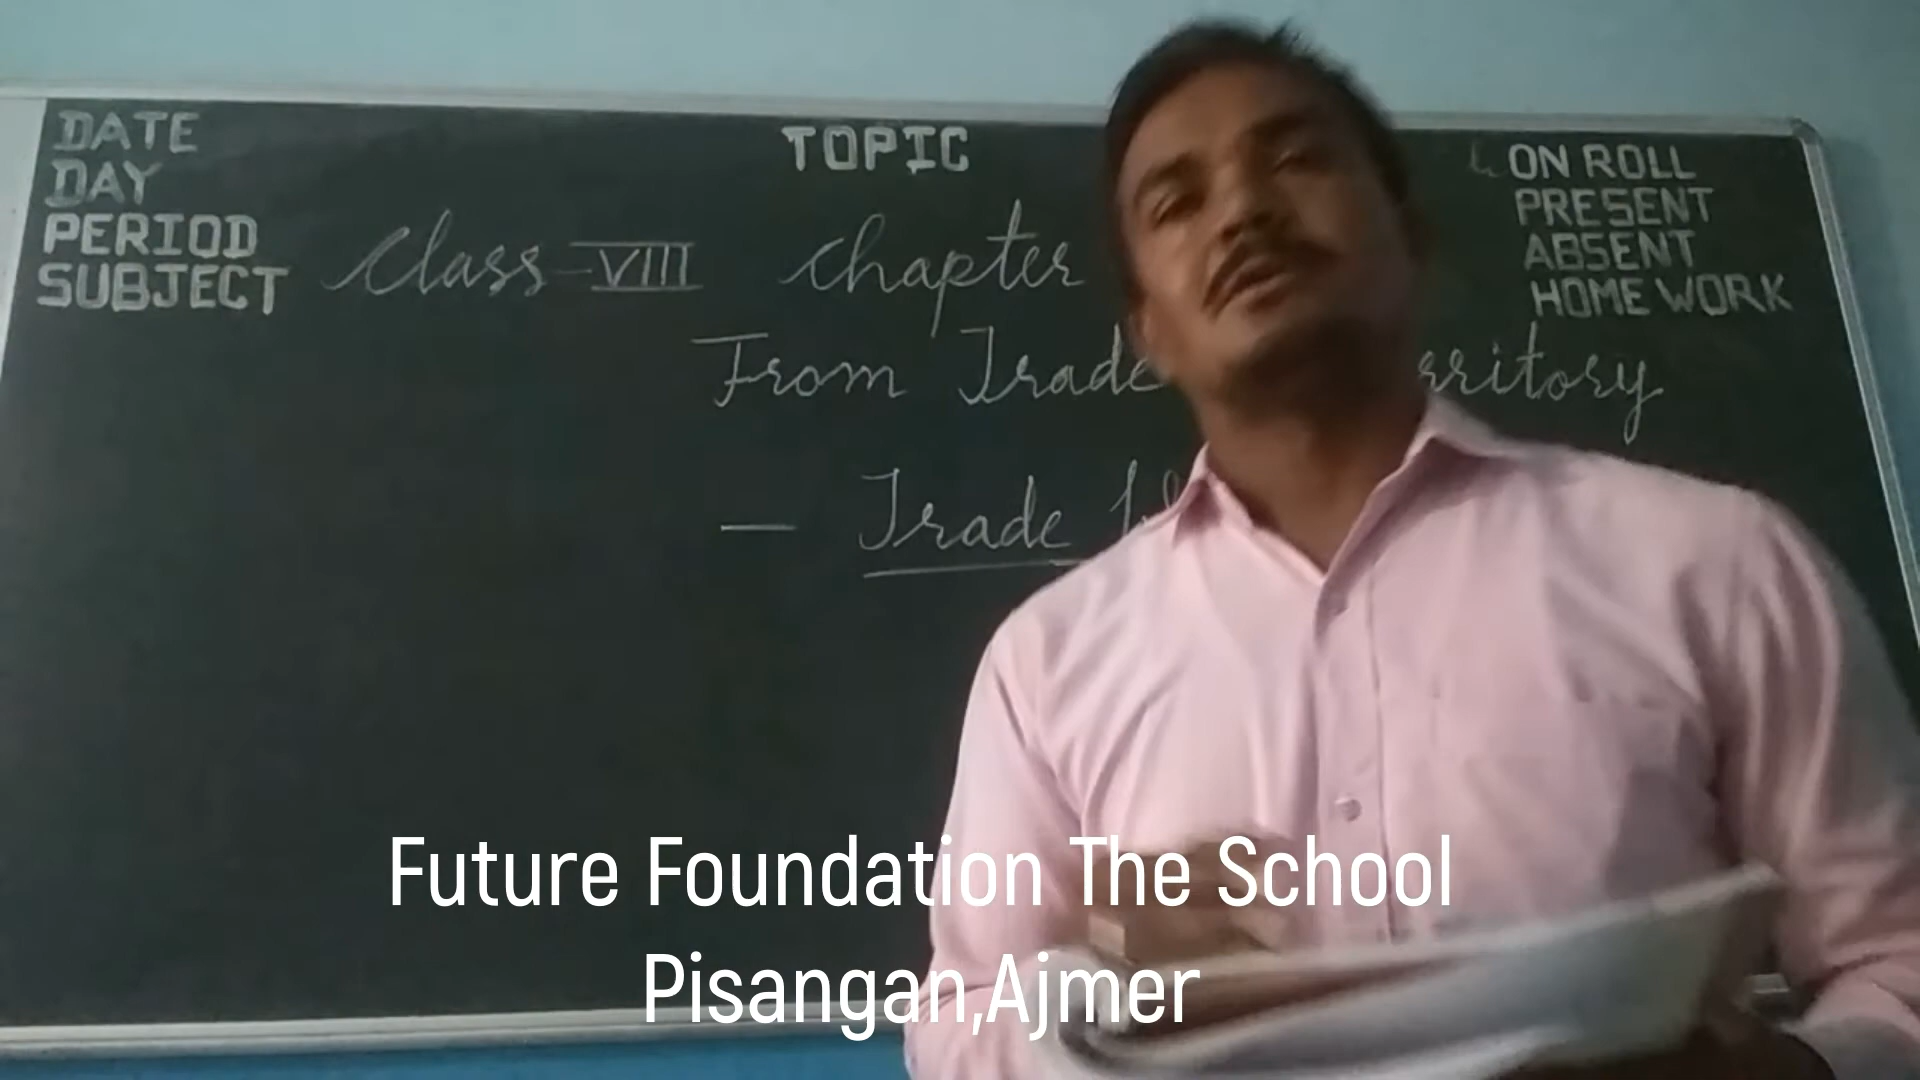 DATE
DAY
PERIOD
SUBJECT
TOPIC
ON ROLL
PRESENT
ABSENT
HOME WORK
Class - VIII Chapter
From Trade
Trade
Future Foundation The School
Pisangan,Ajmer